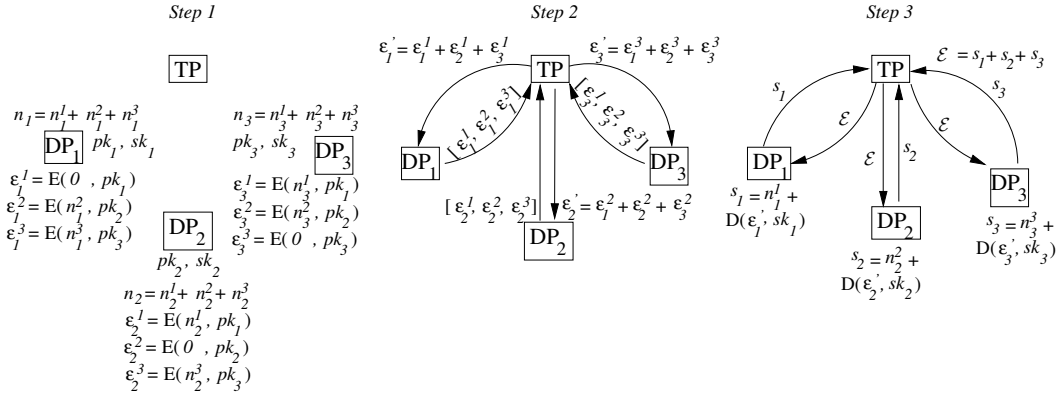 Step 1
TP
n₁ = n₁¹ + n₁² + n₁³
DP₁ pk₁, sk₁
ε₁¹ = E(0 , pk₁)
ε₁² = E(n₁², pk₂)
ε₁³ = E(n₁³, pk₃)
n₃ = n₃¹ + n₃² + n₃³
pk₃, sk₃ DP₃
ε₃¹ = E(n₃¹, pk₁)
ε₃² = E(n₃², pk₂)
ε₃³ = E(0 , pk₃)
DP₂
pk₂, sk₂
n₂ = n₂¹ + n₂² + n₂³
ε₂¹ = E(n₂¹, pk₁)
ε₂² = E(0 , pk₂)
ε₂³ = E(n₂³, pk₃)
Step 2
ε₁' = ε₁¹ + ε₂¹ + ε₃¹
ε₃' = ε₁³ + ε₂³ + ε₃³
TP
[ε₁¹, ε₁², ε₁³]
[ε₃¹, ε₃², ε₃³]
DP₁
DP₃
[ε₂¹, ε₂², ε₂³]
ε₂' = ε₁² + ε₂² + ε₃²
DP₂
Step 3
ℰ = s₁ + s₂ + s₃
TP
s₁
s₃
ℰ
ℰ
ℰ
s₂
DP₁
s₁ = n₁¹ +
D(ε₁', sk₁)
DP₂
s₂ = n₂² +
D(ε₂', sk₂)
DP₃
s₃ = n₃³ +
D(ε₃', sk₃)